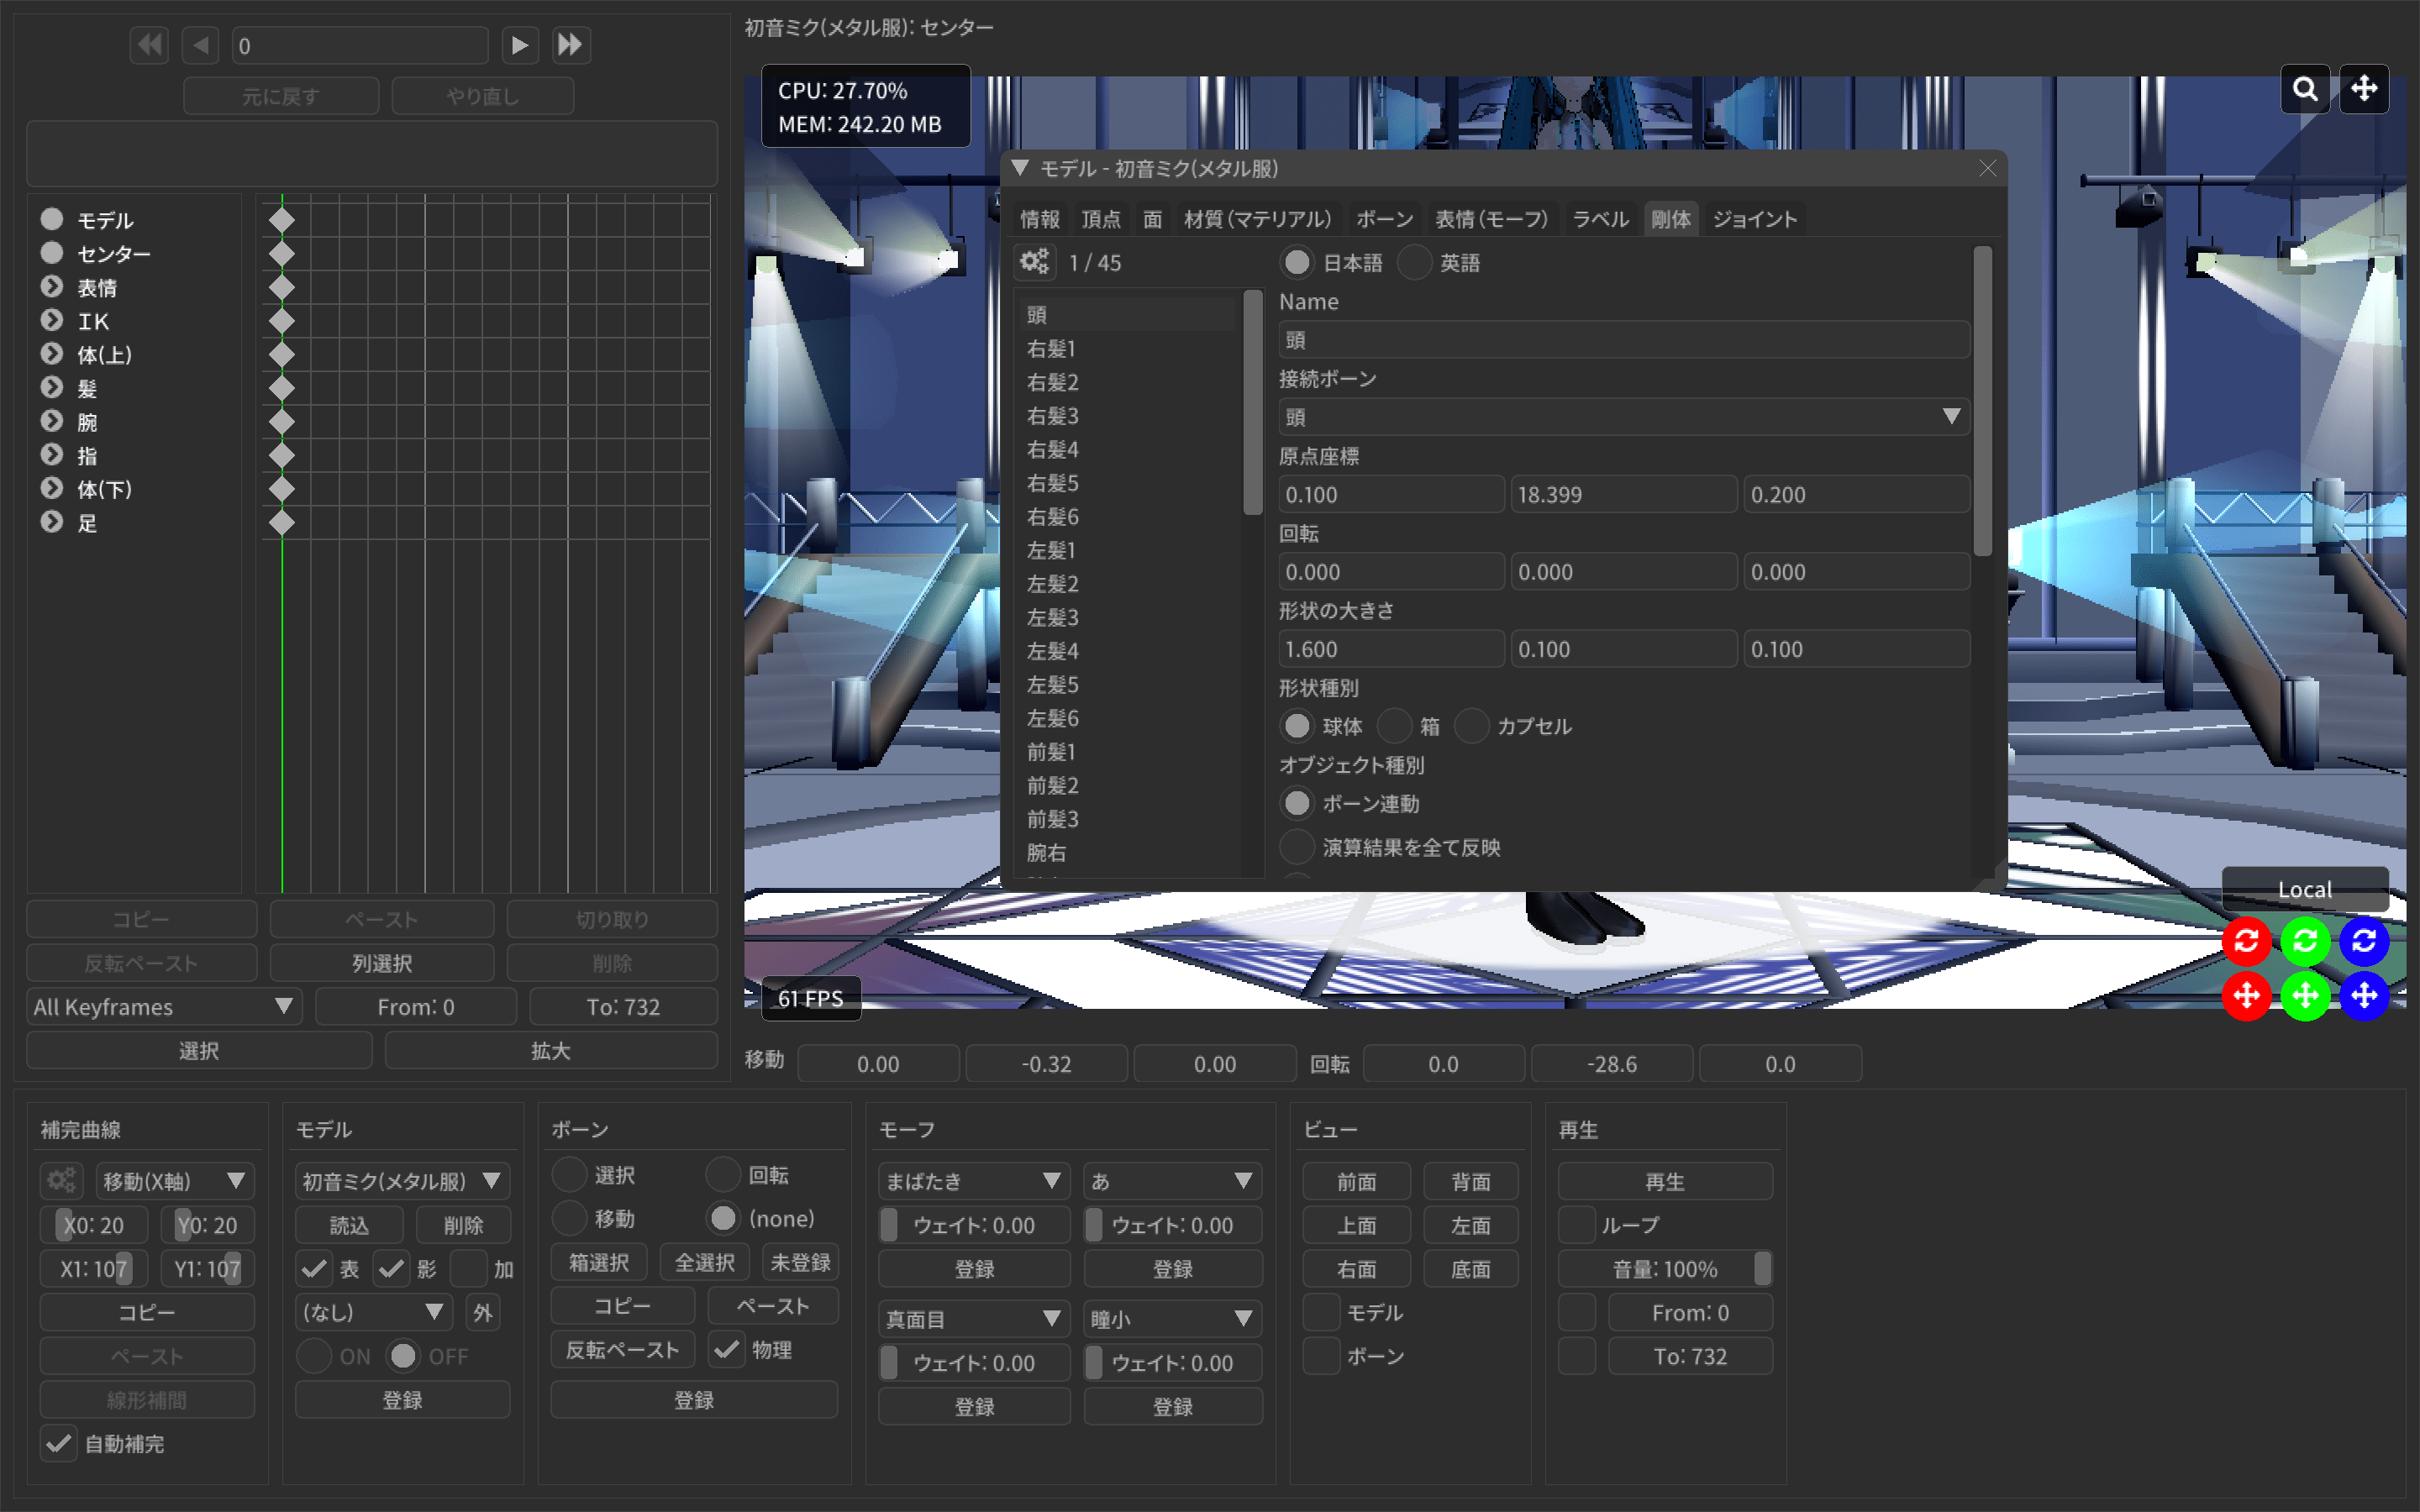 0
元に戻す
やり直し
初音ミク(メタル服): センター
CPU: 27.70%
MEM: 242.20 MB
モデル
センター
表情
IK
体(上)
髪
腕
指
体(下)
足
モデル - 初音ミク(メタル服)
情報 頂点 面 材質(マテリアル) ボーン 表情(モーフ) ラベル 剛体 ジョイント
1 / 45
頭
右髪1
右髪2
右髪3
右髪4
右髪5
右髪6
左髪1
左髪2
左髪3
左髪4
左髪5
左髪6
前髪1
前髪2
前髪3
腕右
日本語 英語
Name
頭
接続ボーン
頭
原点座標
0.100 18.399 0.200
回転
0.000 0.000 0.000
形状の大きさ
1.600 0.100 0.100
形状種別
球体 箱 カプセル
オブジェクト種別
ボーン連動
演算結果を全て反映
Local
61 FPS
コピー ペースト 切り取り
反転ペースト 列選択 削除
All Keyframes From: 0 To: 732
選択 拡大
移動 0.00 -0.32 0.00 回転 0.0 -28.6 0.0
補完曲線
移動(X軸)
X0: 20 Y0: 20
X1: 107 Y1: 107
コピー
ペースト
線形補間
自動補完
モデル
初音ミク(メタル服)
読込 削除
表 影 加
(なし) 外
ON OFF
登録
ボーン
選択 回転
移動 (none)
箱選択 全選択 未登録
コピー ペースト
反転ペースト 物理
登録
モーフ
まばたき あ
ウェイト: 0.00 ウェイト: 0.00
登録 登録
真面目 瞳小
ウェイト: 0.00 ウェイト: 0.00
登録 登録
ビュー
前面 背面
上面 左面
右面 底面
モデル
ボーン
再生
再生
ループ
音量: 100%
From: 0
To: 732